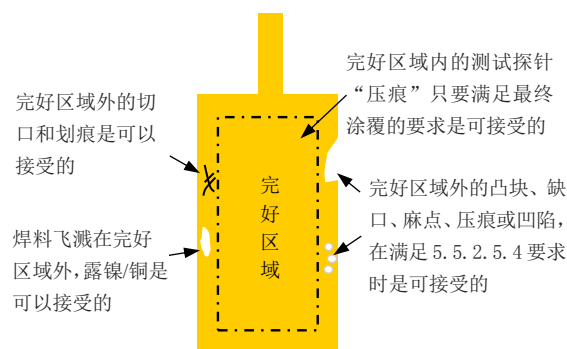 完好区域外的切
口和划痕是可以
接受的
焊料飞溅在完好
区域外，露镍/铜是
可以接受的
完
好
区
域
完好区域内的测试探针
“压痕”只要满足最终
涂覆的要求是可接受的
完好区域外的凸块、缺
口、麻点、压痕或凹陷，
在满足 5.5.2.5.4 要求
时是可接受的